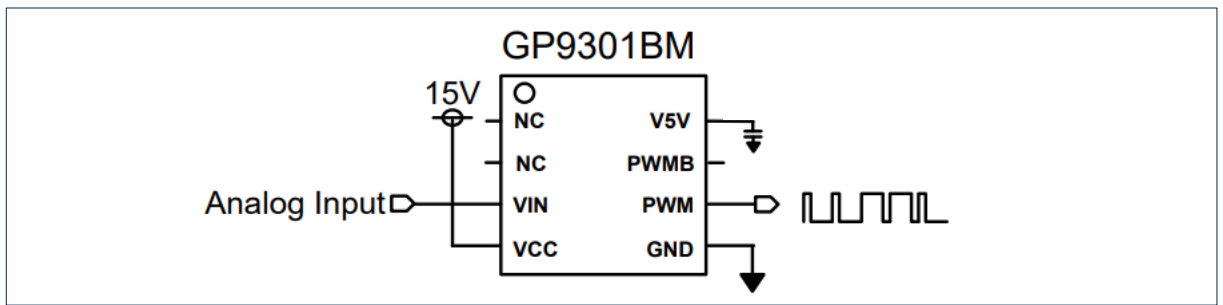 GP9301BM
15V
NC V5V
NC PWMB
Analog Input VIN PWM
VCC GND